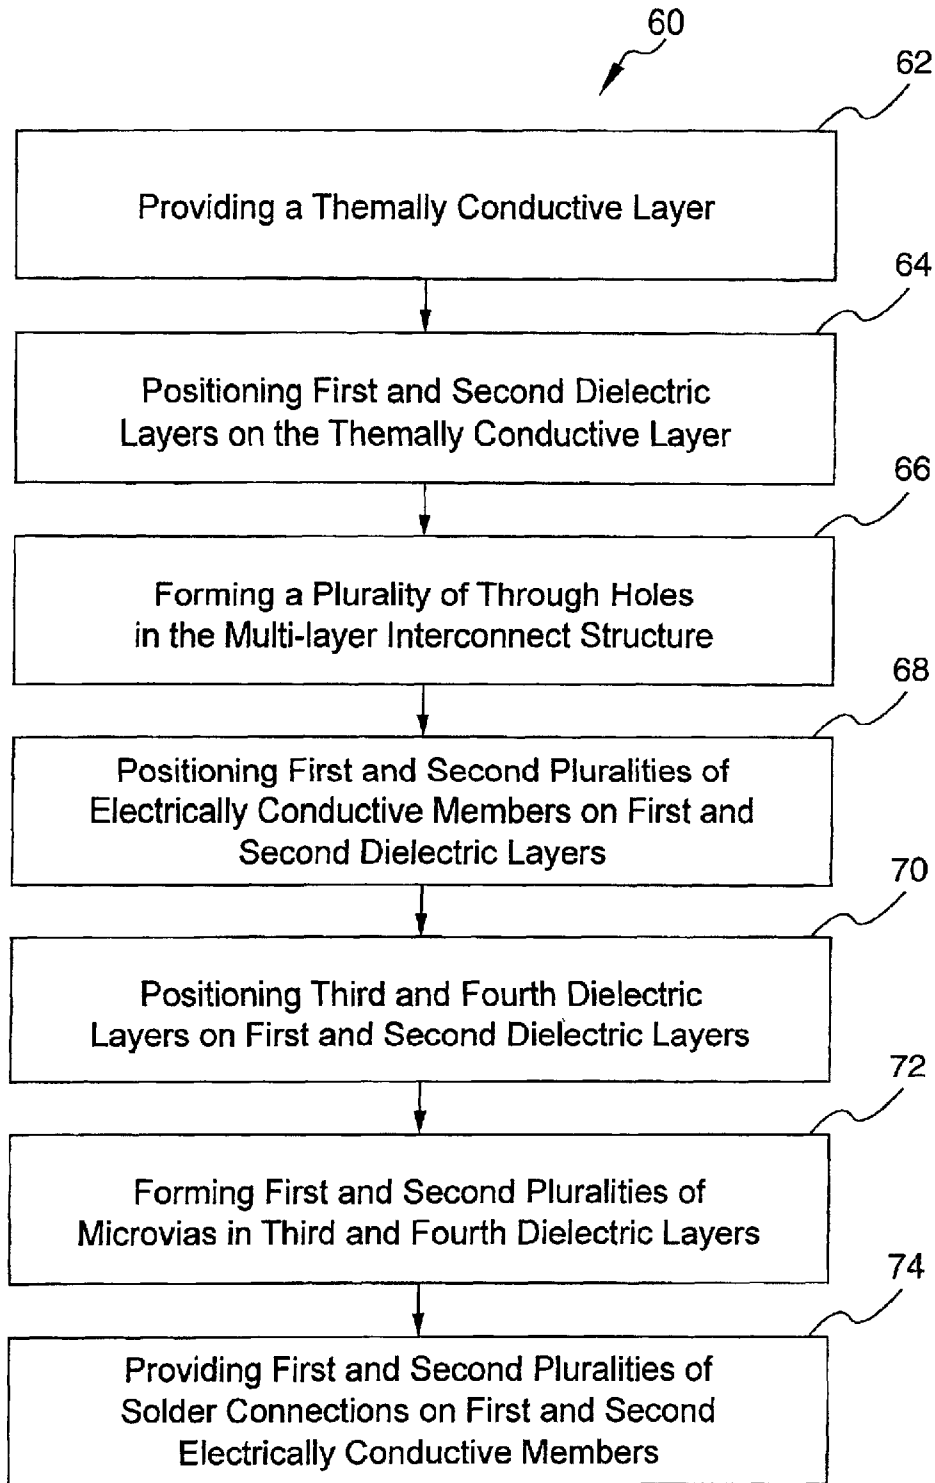 60
62
Providing a Themally Conductive Layer
64
Positioning First and Second Dielectric
Layers on the Themally Conductive Layer
66
Forming a Plurality of Through Holes
in the Multi-layer Interconnect Structure
68
Positioning First and Second Pluralities of
Electrically Conductive Members on First and
Second Dielectric Layers
70
Positioning Third and Fourth Dielectric
Layers on First and Second Dielectric Layers
72
Forming First and Second Pluralities of
Microvias in Third and Fourth Dielectric Layers
74
Providing First and Second Pluralities of
Solder Connections on First and Second
Electrically Conductive Members